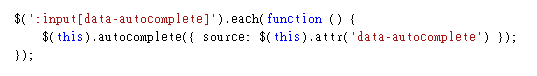 $(':input[data-autocomplete]').each(function () {
    $(this).autocomplete({ source: $(this).attr('data-autocomplete') });
});